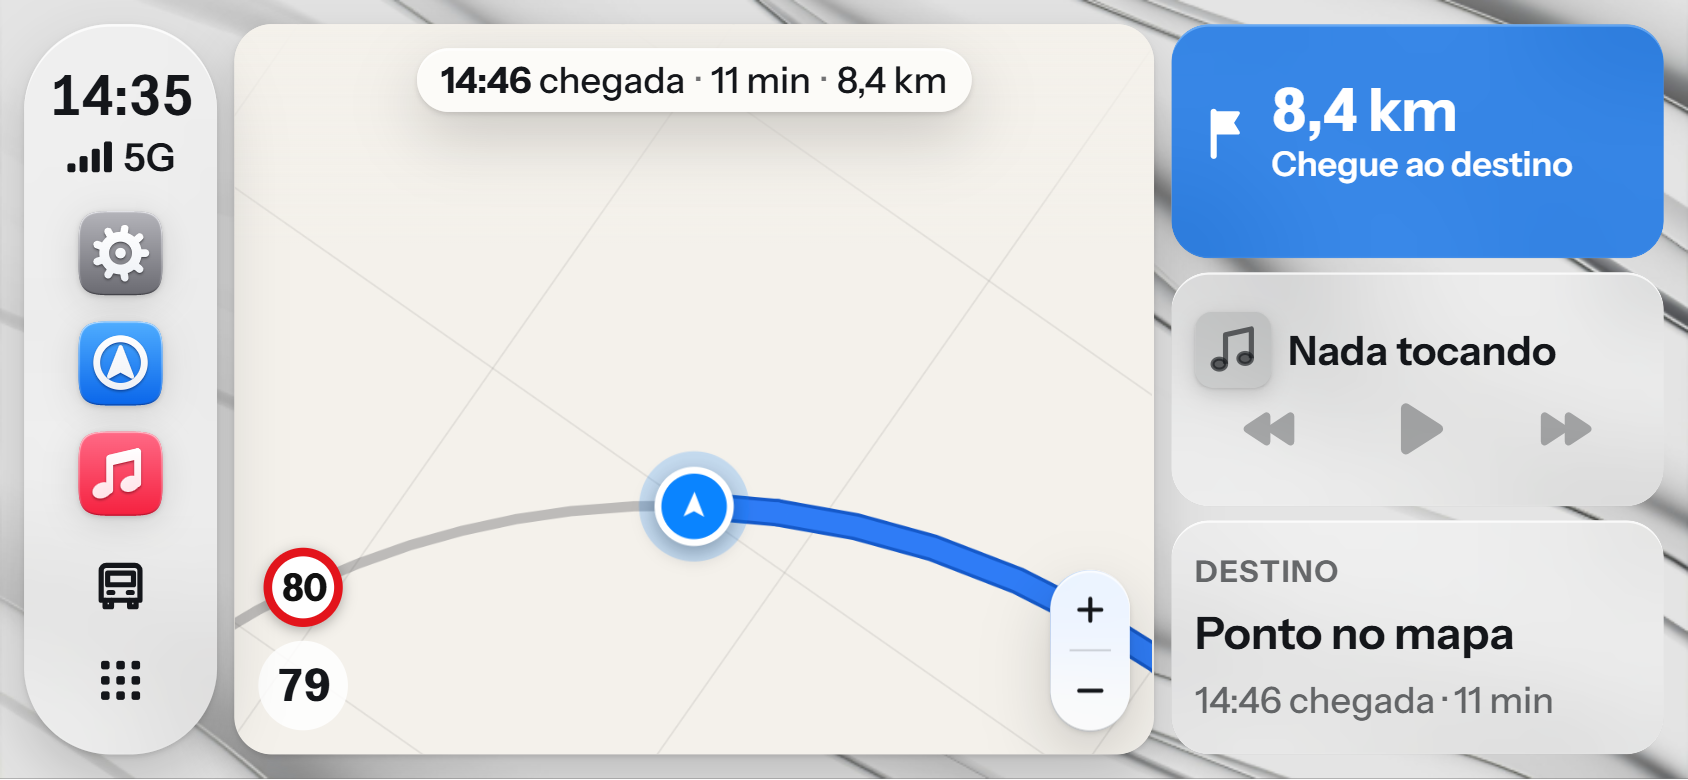 14:35
5G
14:46 chegada · 11 min · 8,4 km
80
79
+
−
8,4 km
Chegue ao destino
Nada tocando
DESTINO
Ponto no mapa
14:46 chegada · 11 min